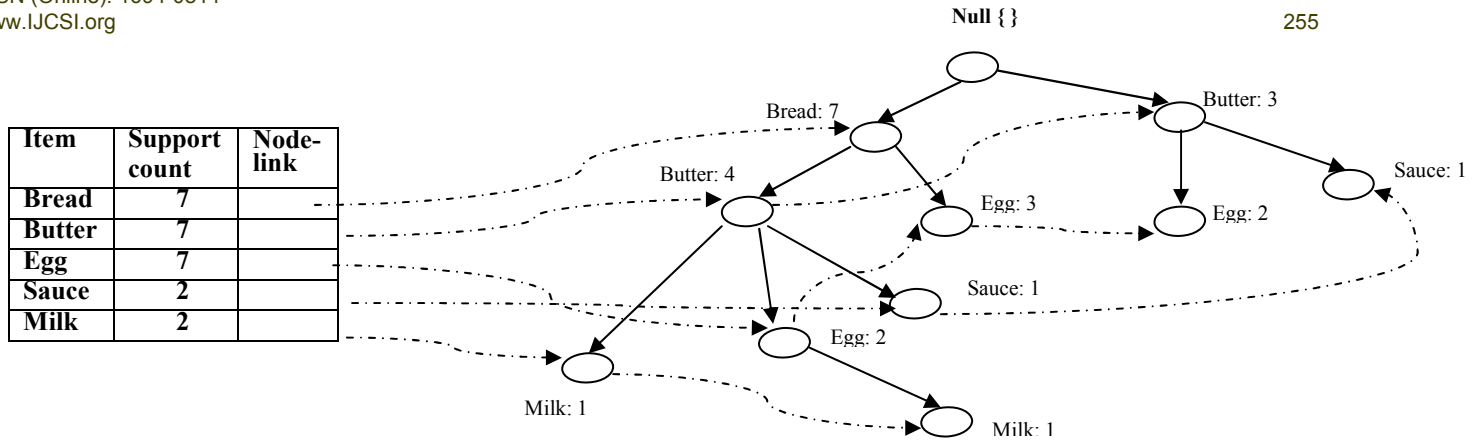 www.IJCSI.org
255
Null { }
Bread: 7
Butter: 3
Butter: 4
Sauce: 1
Egg: 3
Egg: 2
Sauce: 1
Egg: 2
Milk: 1
Milk: 1
Item Support count Node-link
Bread 7
Butter 7
Egg 7
Sauce 2
Milk 2